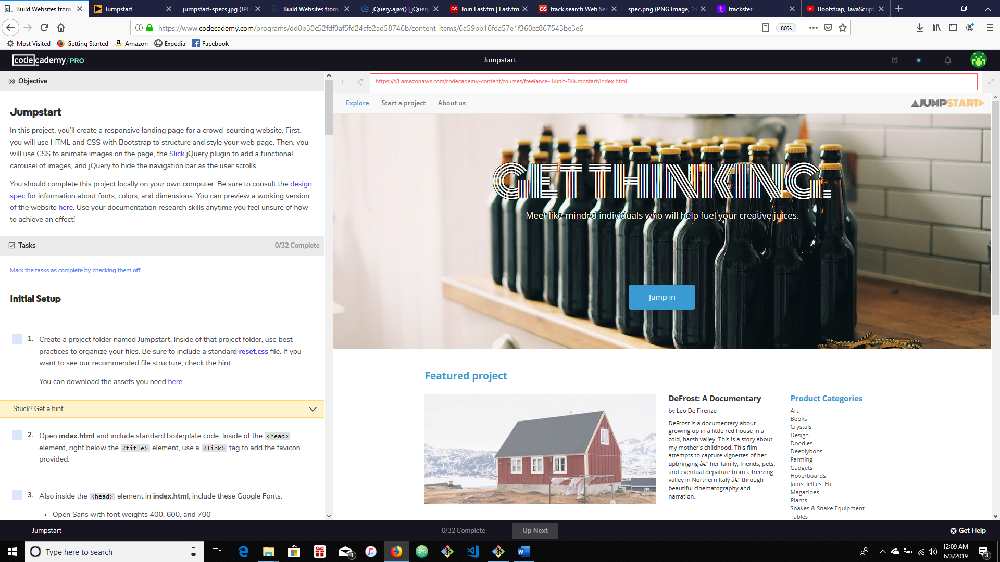 Build Websites from
Jumpstart
jumpstart-specs.jpg (JPEG
Build Websites from
jQuery.ajax() | jQuery
Join Last.fm | Last.fm
track.search Web Ser
spec.png (PNG Image, 14
trackster
Bootstrap, JavaScript,
https://www.codecademy.com/programs/dd8b30c52fdf0af5fd24cfe2ad58746b/content-items/6a59bb16fda57e1f360cc867543be3e6
80%
Most Visited
Getting Started
Amazon
Expedia
Facebook
codecademy/PRO
Jumpstart
Objective
Jumpstart
In this project, you'll create a responsive landing page for a crowd-sourcing website. First,
you will use HTML and CSS with Bootstrap to structure and style your web page. Then, you
will use CSS to animate images on the page, the Slick jQuery plugin to add a functional
carousel of images, and jQuery to hide the navigation bar as the user scrolls.
You should complete this project locally on your own computer. Be sure to consult the design
spec for information about fonts, colors, and dimensions. You can preview a working version
of the website here. Use your documentation research skills anytime you feel unsure of how
to achieve an effect!
Tasks
0/32 Complete
Mark the tasks as complete by checking them off
Initial Setup
1. Create a project folder named Jumpstart. Inside of that project folder, use best
practices to organize your files. Be sure to include a standard reset.css file. If you
want to see our recommended file structure, check the hint.
You can download the assets you need here.
Stuck? Get a hint
2. Open index.html and include standard boilerplate code. Inside of the <head>
element, right below the <title> element, use a <link> tag to add the favicon
provided.
3. Also inside the <head> element in index.html, include these Google Fonts:
• Open Sans with font weights 400, 600, and 700
https://s3.amazonaws.com/codecademy-content/courses/freelance-1/unit-8/Jumpstart/index.html
Explore
Start a project
About us
JUMPSTART
GET THINKING.
Meet like-minded individuals who will help fuel your creative juices.
Jump in
Featured project
DeFrost: A Documentary
by Leo De Firenze
DeFrost is a documentary about
growing up in a little red house in a
cold, harsh valley. This is a story about
my mother's childhood. This film
attempts to capture vignettes of her
upbringing â€” her family, friends, pets,
and eventual depature from a freezing
valley in Northern Italy â€” through
beautiful cinematography and
narration.
Product Categories
Art
Books
Crystals
Design
Doodles
Deedlybobs
Farming
Gadgets
Hoverboards
Jams, Jellies, Etc.
Magazines
Plants
Snakes & Snake Equipment
Tables
Jumpstart
0/32 Complete
Up Next
Get Help
Type here to search
3
12:09 AM
6/3/2019
3